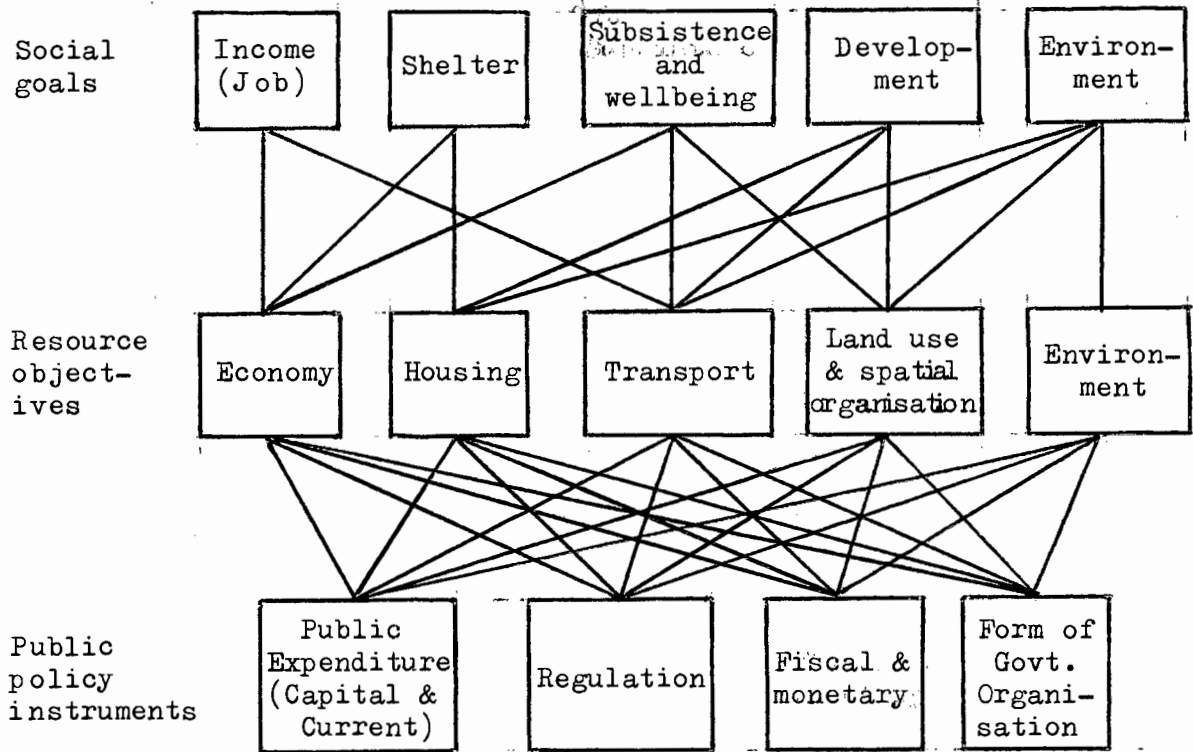 Social
goals
Income
(Job)
Shelter
Subsistence
and
wellbeing
Develop-
ment
Environ-
ment
Resource
object-
ives
Economy
Housing
Transport
Land use
& spatial
organisation
Environ-
ment
Public
policy
instruments
Public
Expenditure
(Capital &
Current)
Regulation
Fiscal &
monetary
Form of
Govt.
Organi-
sation